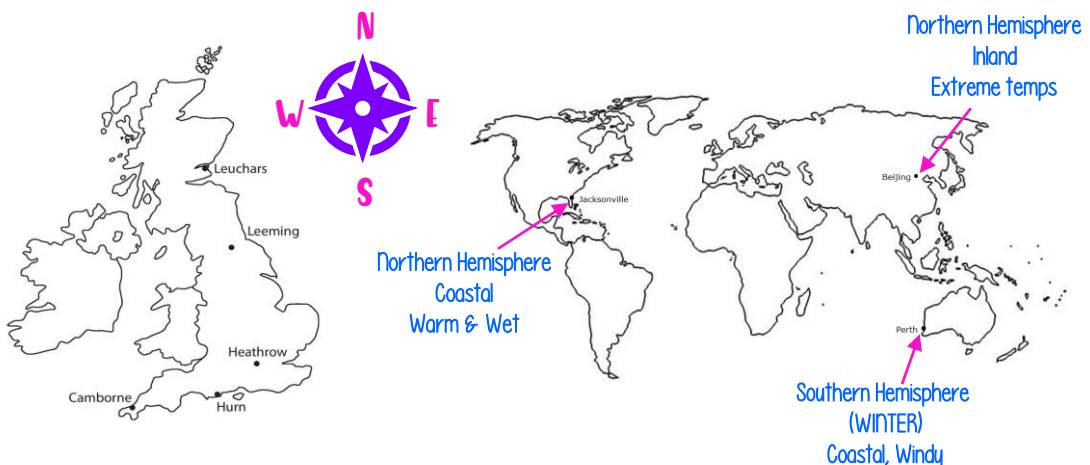 N
W
E
S
Leuchars
Leeming
Heathrow
Camborne
Hurn
Northern Hemisphere
Inland
Extreme temps
Beijing
Jacksonville
Northern Hemisphere
Coastal
Warm & Wet
Perth
Southern Hemisphere
(WINTER)
Coastal, Windy